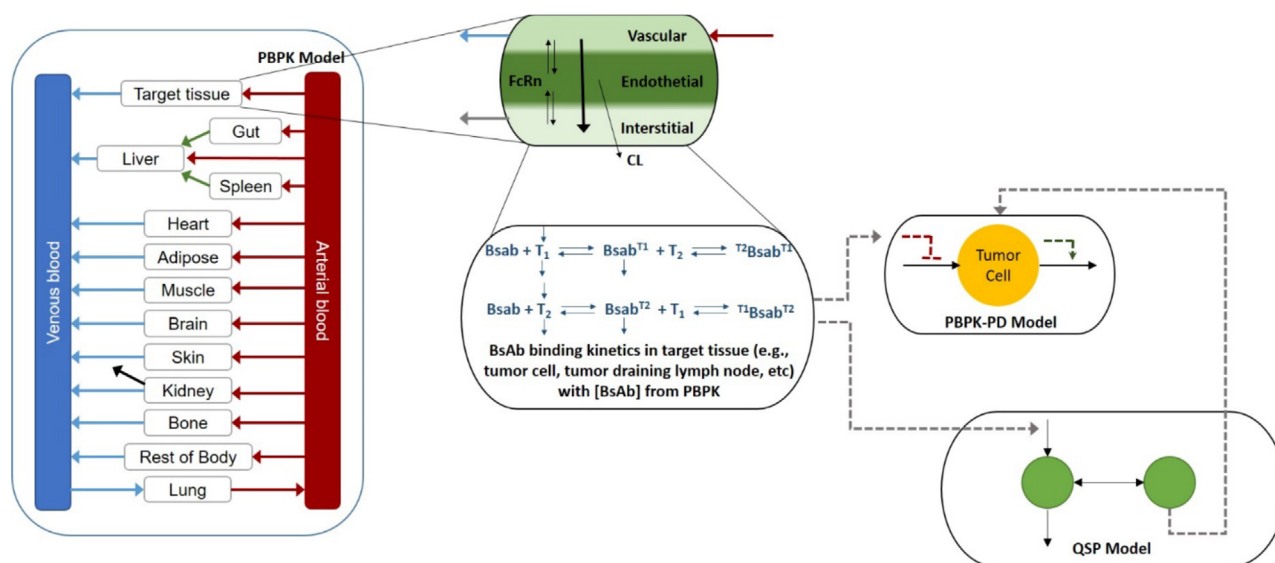 PBPK Model
Venous blood
Arterial blood
Target tissue
Gut
Liver
Spleen
Heart
Adipose
Muscle
Brain
Skin
Kidney
Bone
Rest of Body
Lung
Vascular
FcRn
Endothetial
Interstitial
CL
Bsab + T₁ ⇌ Bsabᵀ¹ + T₂ ⇌ ᵀ²Bsabᵀ¹
Bsab + T₂ ⇌ Bsabᵀ² + T₁ ⇌ ᵀ¹Bsabᵀ²
BsAb binding kinetics in target tissue (e.g.,
tumor cell, tumor draining lymph node, etc)
with [BsAb] from PBPK
Tumor
Cell
PBPK-PD Model
QSP Model